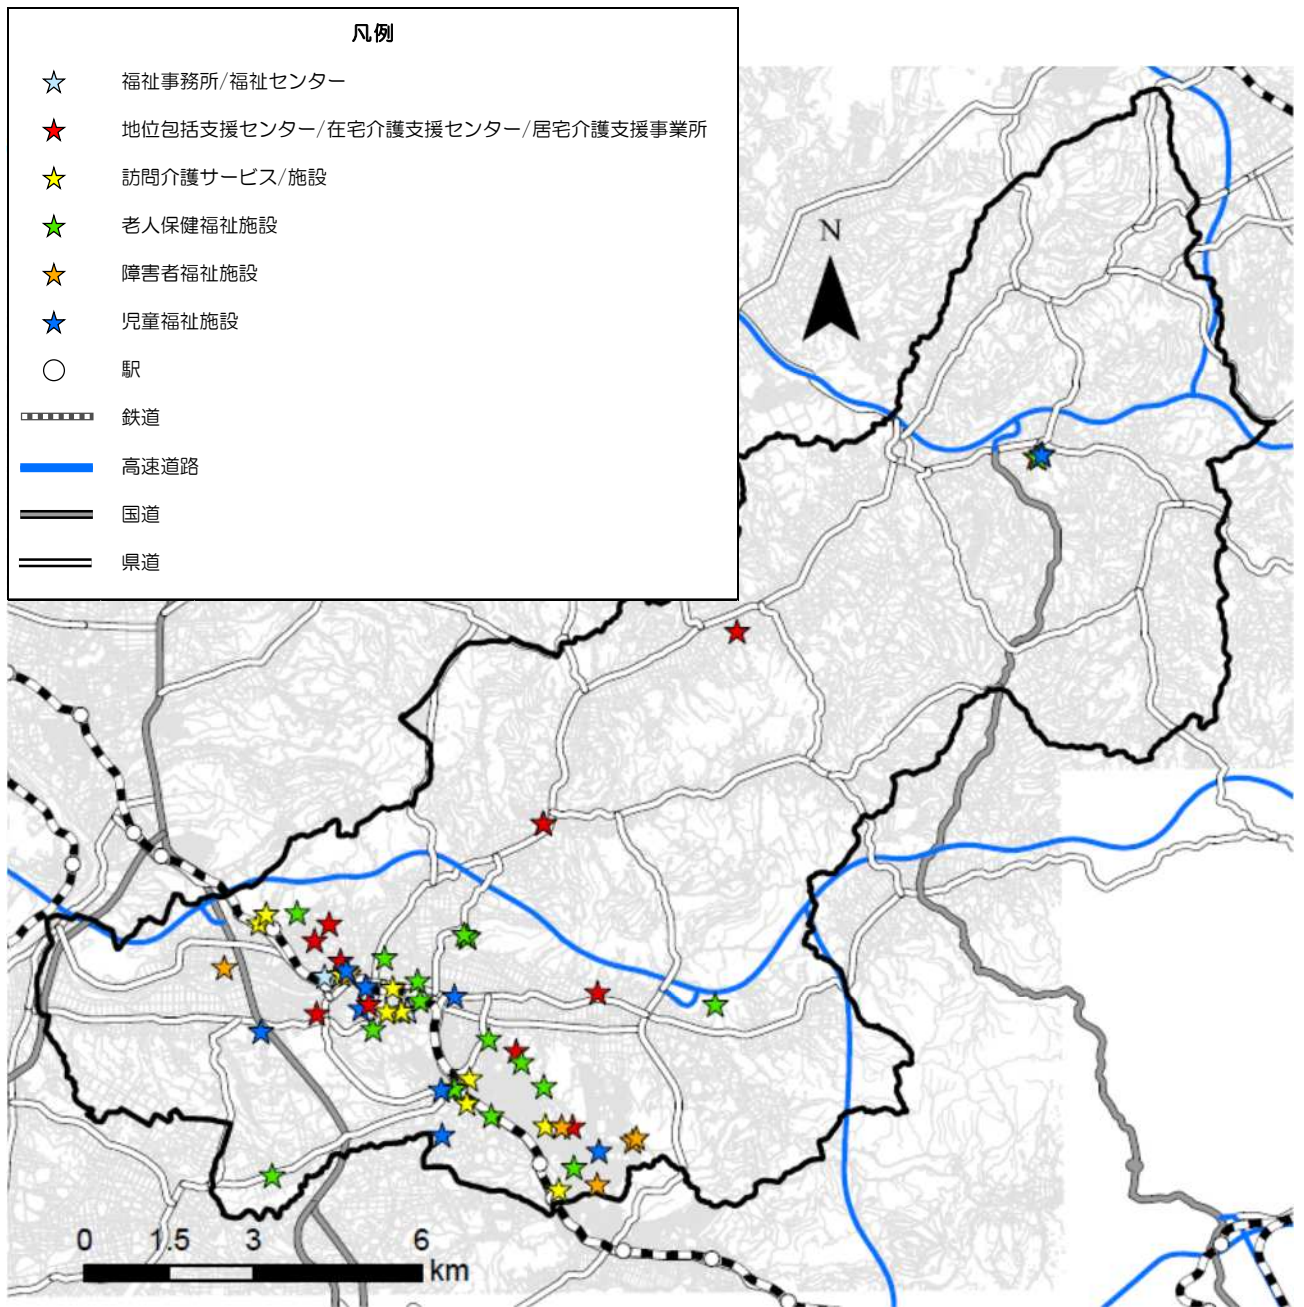 凡例
福祉事務所/福祉センター
地位包括支援センター/在宅介護支援センター/居宅介護支援事業所
訪問介護サービス/施設
老人保健福祉施設
障害者福祉施設
児童福祉施設
駅
鉄道
高速道路
国道
県道
N
0 1.5 3 6
km